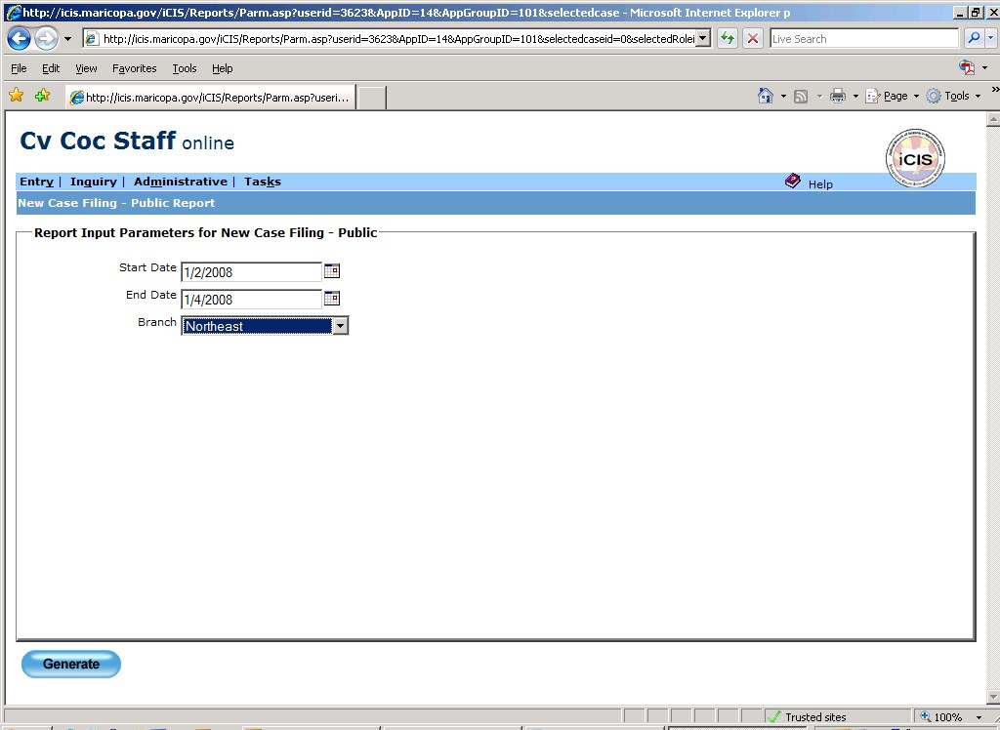 http://icis.maricopa.gov/iCIS/Reports/Parm.asp?userid=3623&AppID=14&AppGroupID=101&selectedcase - Microsoft Internet Explorer p
http://icis.maricopa.gov/iCIS/Reports/Parm.asp?userid=3623&AppID=14&AppGroupID=101&selectedcaseid=0&selectedRolei
Live Search
File Edit View Favorites Tools Help
http://icis.maricopa.gov/iCIS/Reports/Parm.asp?useri...
Page Tools
Cv Coc Staff online
iCIS
Entry | Inquiry | Administrative | Tasks
Help
New Case Filing - Public Report
Report Input Parameters for New Case Filing - Public
Start Date 1/2/2008
End Date 1/4/2008
Branch Northeast
Generate
Trusted sites 100%